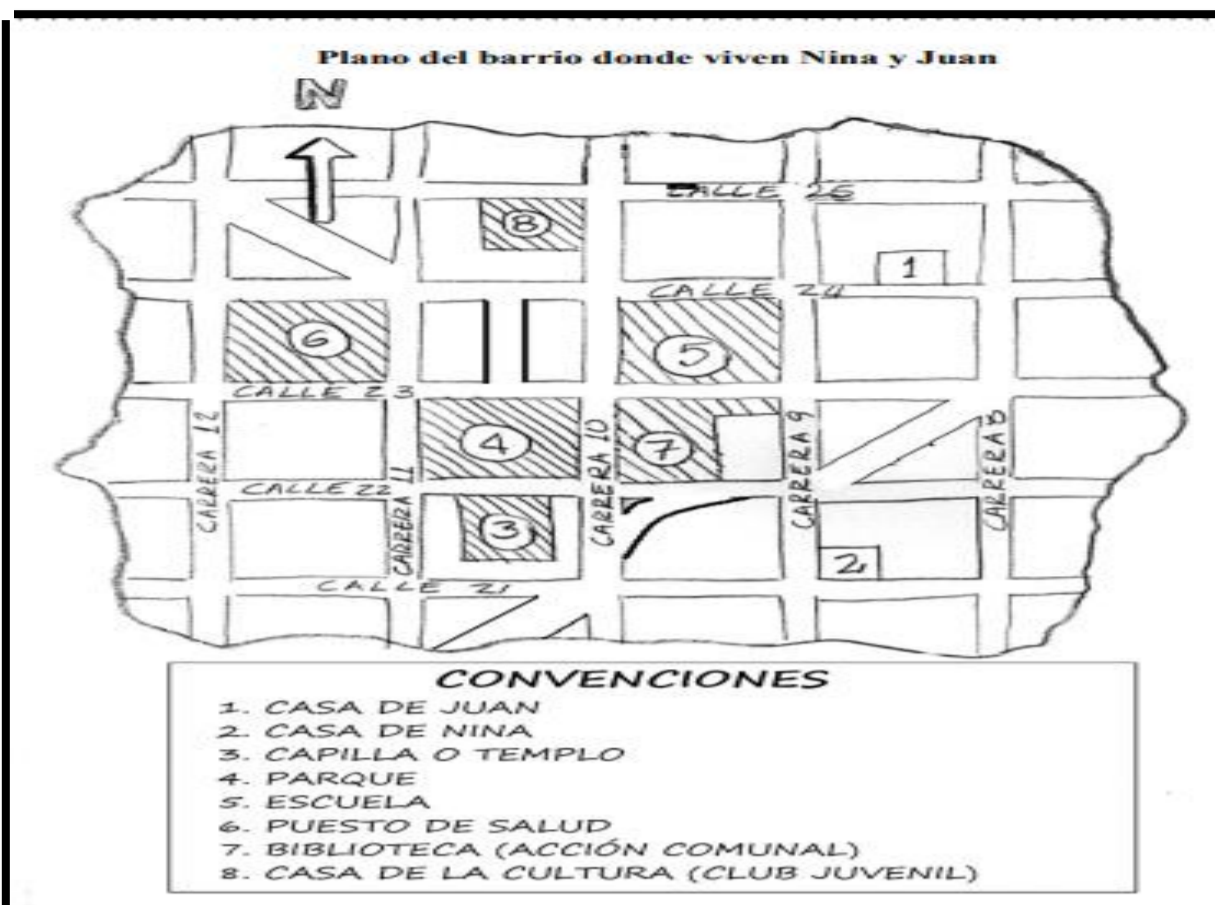 Plano del barrio donde viven Nina y Juan
N
CALLE 26
8
1
CALLE 24
6
5
CALLE 23
CARRERA 12
4
CARRERA 10
7
CARRERA 9
CARRERA 8
CALLE 22
CARRERA 11
3
2
CALLE 21
CONVENCIONES
1. CASA DE JUAN
2. CASA DE NINA
3. CAPILLA O TEMPLO
4. PARQUE
5. ESCUELA
6. PUESTO DE SALUD
7. BIBLIOTECA (ACCIÓN COMUNAL)
8. CASA DE LA CULTURA (CLUB JUVENIL)